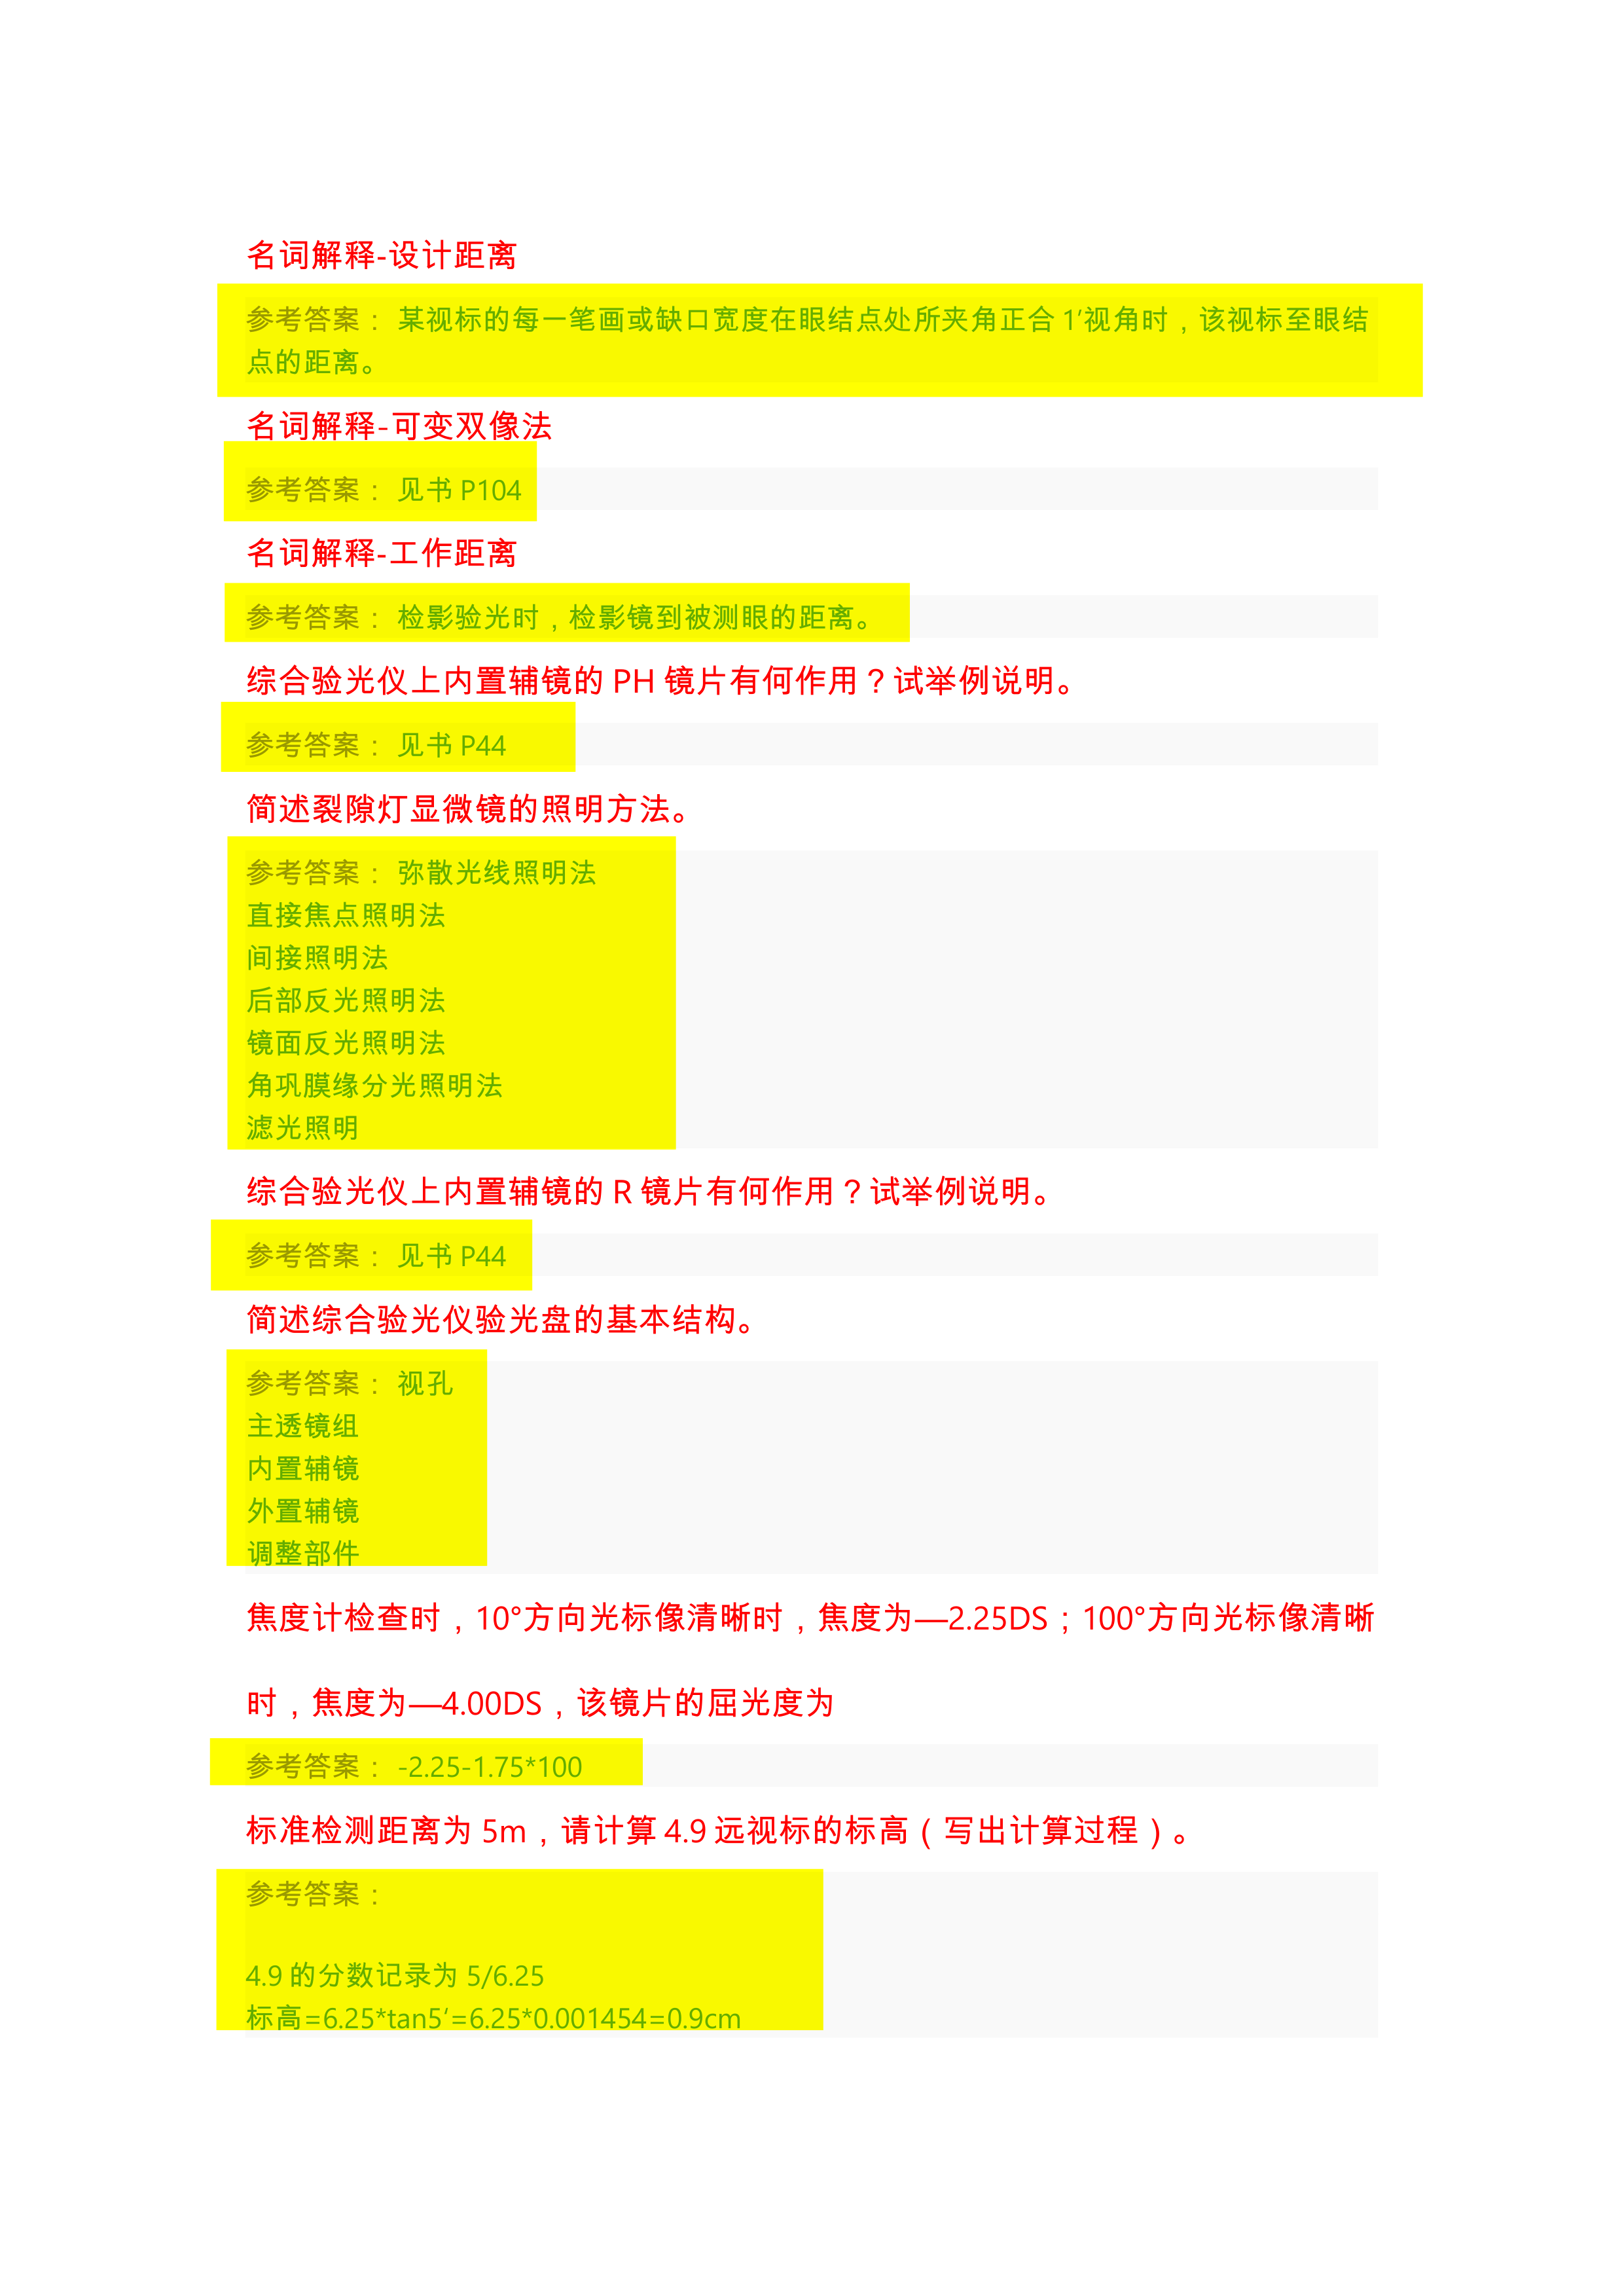 名词解释-设计距离
参考答案： 某视标的每一笔画或缺口宽度在眼结点处所夹角正合 1’视角时，该视标至眼结
点的距离。
名词解释-可变双像法
参考答案： 见书 P104
名词解释-工作距离
参考答案： 检影验光时，检影镜到被测眼的距离。
综合验光仪上内置辅镜的 PH 镜片有何作用？试举例说明。
参考答案： 见书 P44
简述裂隙灯显微镜的照明方法。
参考答案： 弥散光线照明法
直接焦点照明法
间接照明法
后部反光照明法
镜面反光照明法
角巩膜缘分光照明法
滤光照明
综合验光仪上内置辅镜的 R 镜片有何作用？试举例说明。
参考答案： 见书 P44
简述综合验光仪验光盘的基本结构。
参考答案： 视孔
主透镜组
内置辅镜
外置辅镜
调整部件
焦度计检查时，10°方向光标像清晰时，焦度为—2.25DS；100°方向光标像清晰
时，焦度为—4.00DS，该镜片的屈光度为
参考答案： -2.25-1.75*100
标准检测距离为 5m，请计算 4.9 远视标的标高（写出计算过程）。
参考答案：
4.9 的分数记录为 5/6.25
标高=6.25*tan5‘=6.25*0.001454=0.9cm